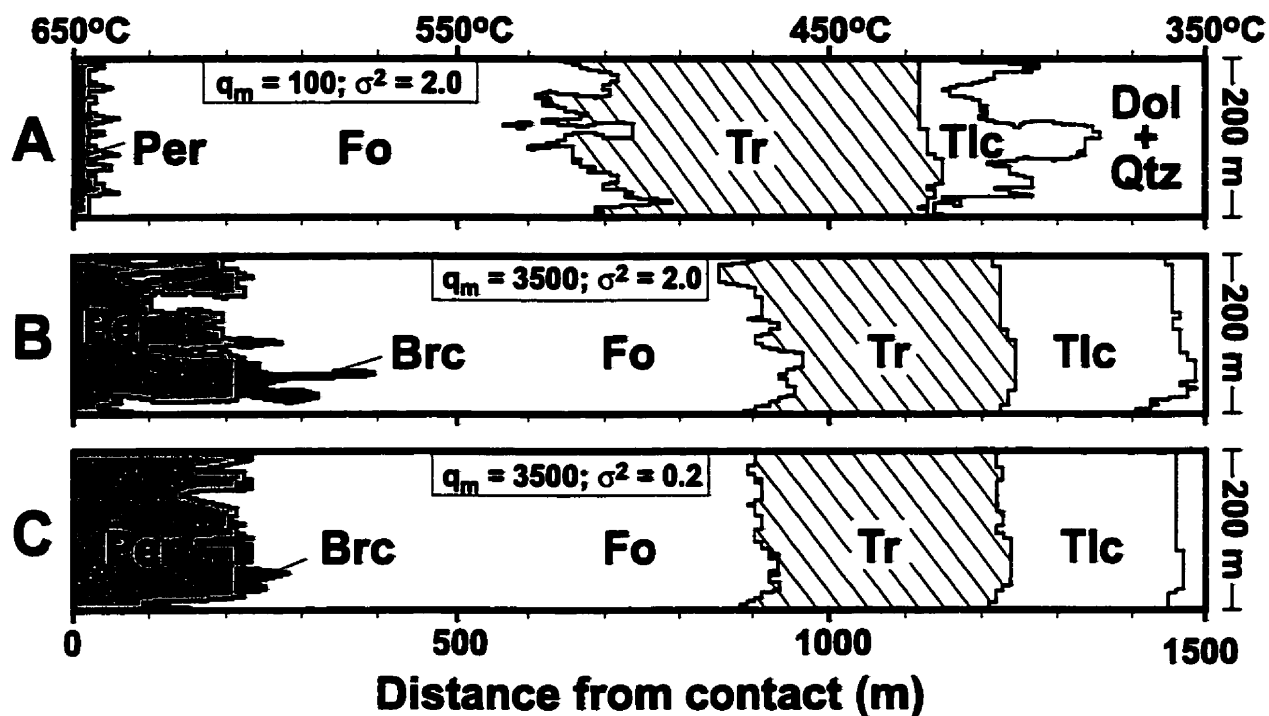 650°C 550°C 450°C 350°C
A
q_m = 100; σ² = 2.0
Per Fo Tr Tlc Dol + Qtz
200 m
B
q_m = 3500; σ² = 2.0
Brc Fo Tr Tlc
200 m
C
q_m = 3500; σ² = 0.2
Per Brc Fo Tr Tlc
200 m
0 500 1000 1500
Distance from contact (m)